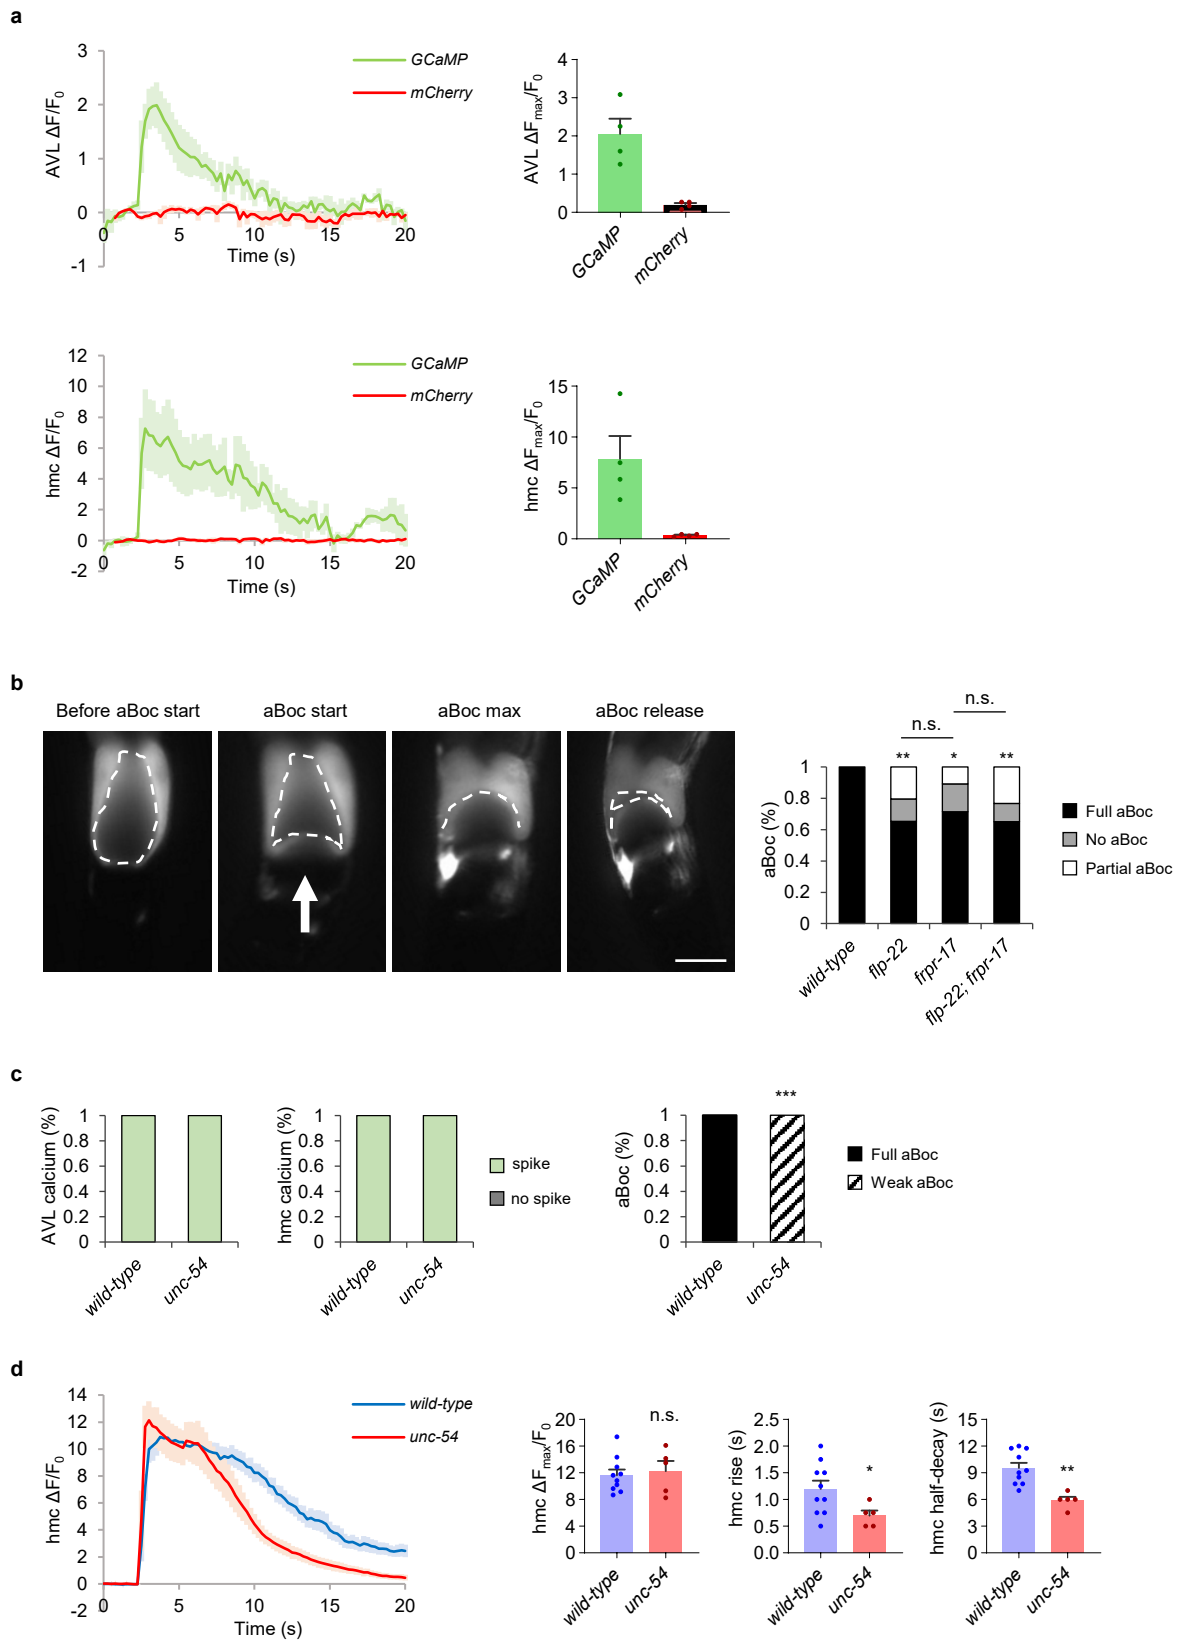 a
3
2
1
0
-1
AVL ΔF/F0
0 5 10 15 20
Time (s)
GCaMP
mCherry
4
3
2
1
0
AVL ΔFmax/F0
GCaMP
mCherry
12
10
8
6
4
2
0
-2
hmc ΔF/F0
0 5 10 15 20
Time (s)
GCaMP
mCherry
15
10
5
0
hmc ΔFmax/F0
GCaMP
mCherry
b
Before aBoc start
aBoc start
aBoc max
aBoc release
n.s.
n.s.
** * **
1
0.8
0.6
0.4
0.2
0
aBoc (%)
wild-type
flp-22
frpr-17
flp-22; frpr-17
Full aBoc
No aBoc
Partial aBoc
c
1
0.8
0.6
0.4
0.2
0
AVL calcium (%)
wild-type
unc-54
1
0.8
0.6
0.4
0.2
0
hmc calcium (%)
wild-type
unc-54
spike
no spike
***
1
0.8
0.6
0.4
0.2
0
aBoc (%)
wild-type
unc-54
Full aBoc
Weak aBoc
d
14
12
10
8
6
4
2
0
-2
hmc ΔF/F0
0 5 10 15 20
Time (s)
wild-type
unc-54
n.s.
20
16
12
8
4
0
hmc ΔFmax/F0
wild-type
unc-54
*
2.5
2.0
1.5
1.0
0.5
0.0
hmc rise (s)
wild-type
unc-54
**
15
12
9
6
3
0
hmc half-decay (s)
wild-type
unc-54